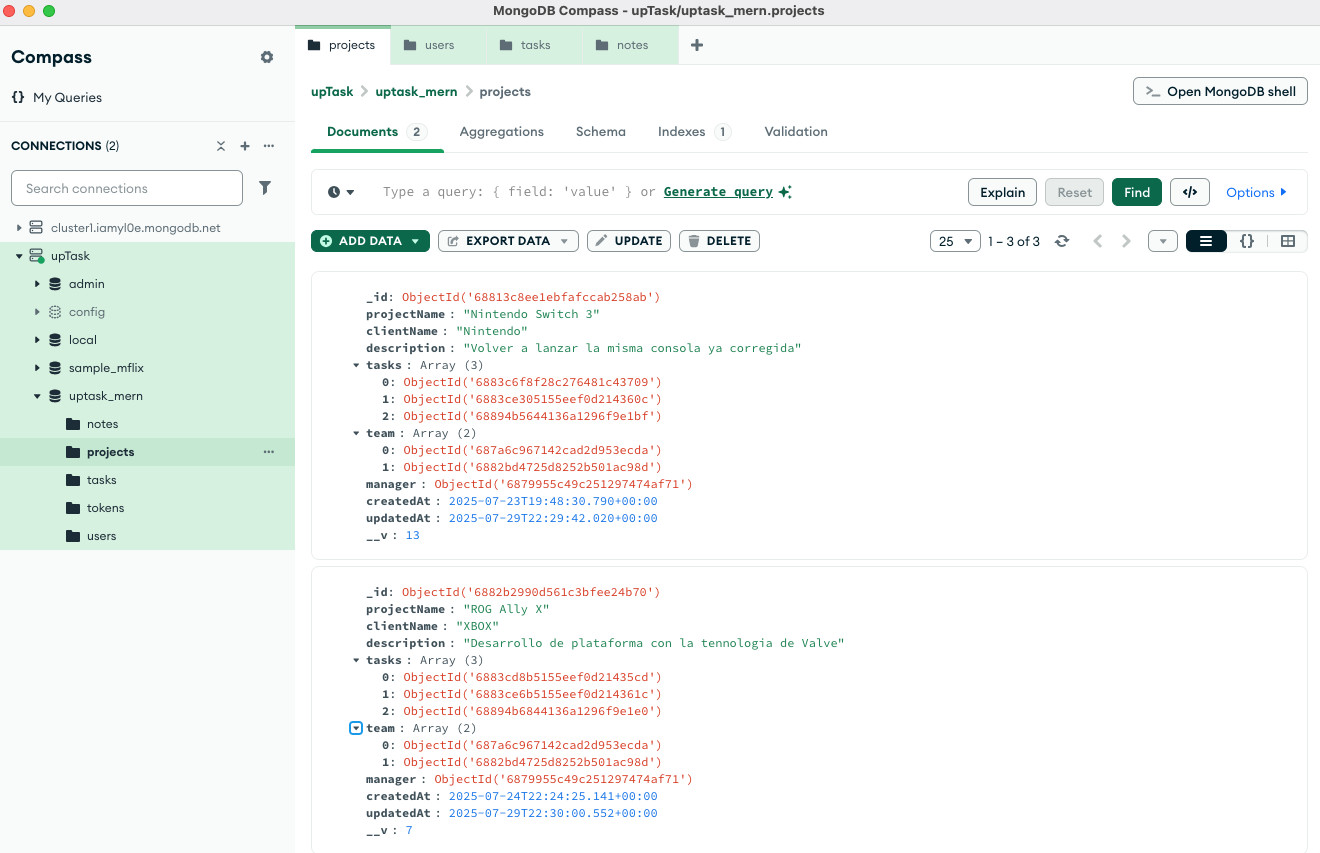 MongoDB Compass - upTask/uptask_mern.projects
Compass
{} My Queries
CONNECTIONS (2)
Search connections
cluster1.iamyl0e.mongodb.net
upTask
admin
config
local
sample_mflix
uptask_mern
notes
projects
tasks
tokens
users
projects users tasks notes
upTask > uptask_mern > projects
>_ Open MongoDB shell
Documents 2 Aggregations Schema Indexes 1 Validation
Type a query: { field: 'value' } or Generate query
Explain Reset Find </> Options
ADD DATA EXPORT DATA UPDATE DELETE
25 1 – 3 of 3 {}
_id: ObjectId('68813c8ee1ebfafccab258ab')
projectName : "Nintendo Switch 3"
clientName : "Nintendo"
description : "Volver a lanzar la misma consola ya corregida"
tasks : Array (3)
0: ObjectId('6883c6f8f28c276481c43709')
1: ObjectId('6883ce305155eef0d214360c')
2: ObjectId('68894b5644136a1296f9e1bf')
team : Array (2)
0: ObjectId('687a6c967142cad2d953ecda')
1: ObjectId('6882bd4725d8252b501ac98d')
manager : ObjectId('6879955c49c251297474af71')
createdAt : 2025-07-23T19:48:30.790+00:00
updatedAt : 2025-07-29T22:29:42.020+00:00
__v : 13
_id: ObjectId('6882b2990d561c3bfee24b70')
projectName : "ROG Ally X"
clientName : "XBOX"
description : "Desarrollo de plataforma con la tennologia de Valve"
tasks : Array (3)
0: ObjectId('6883cd8b5155eef0d21435cd')
1: ObjectId('6883ce6b5155eef0d214361c')
2: ObjectId('68894b6844136a1296f9e1e0')
team : Array (2)
0: ObjectId('687a6c967142cad2d953ecda')
1: ObjectId('6882bd4725d8252b501ac98d')
manager : ObjectId('6879955c49c251297474af71')
createdAt : 2025-07-24T22:24:25.141+00:00
updatedAt : 2025-07-29T22:30:00.552+00:00
__v : 7